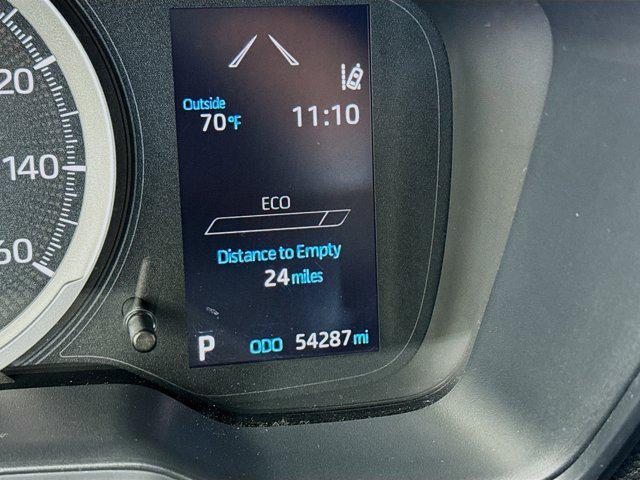 20
140
60
Outside
70°F
11:10
ECO
Distance to Empty
24 miles
P
ODO 54287 mi